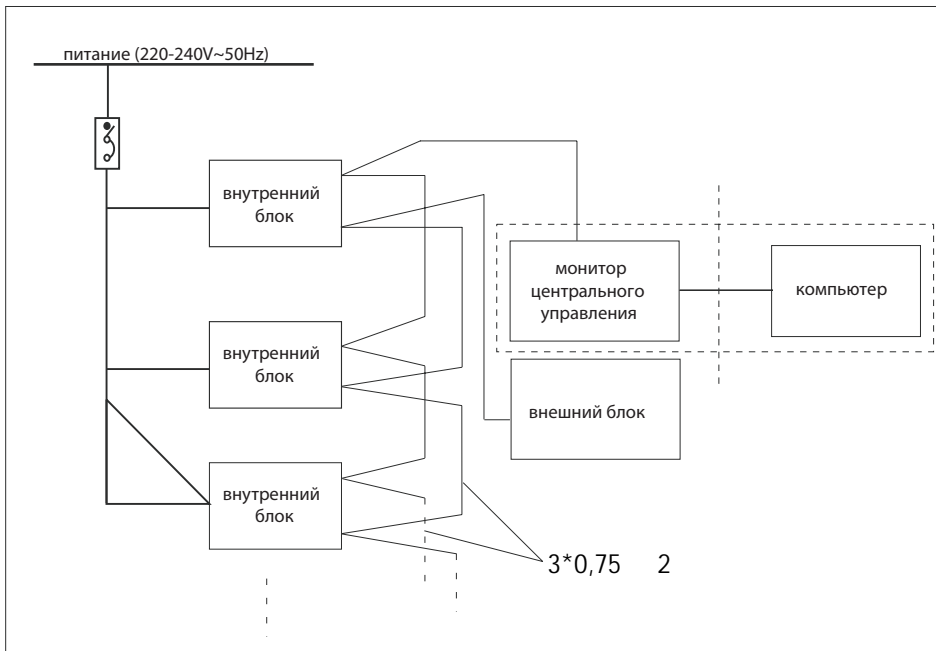 питание (220-240V~50Hz)
внутренний
блок
монитор
центрального
управления
компьютер
внутренний
блок
внешний блок
внутренний
блок
3*0,75 2